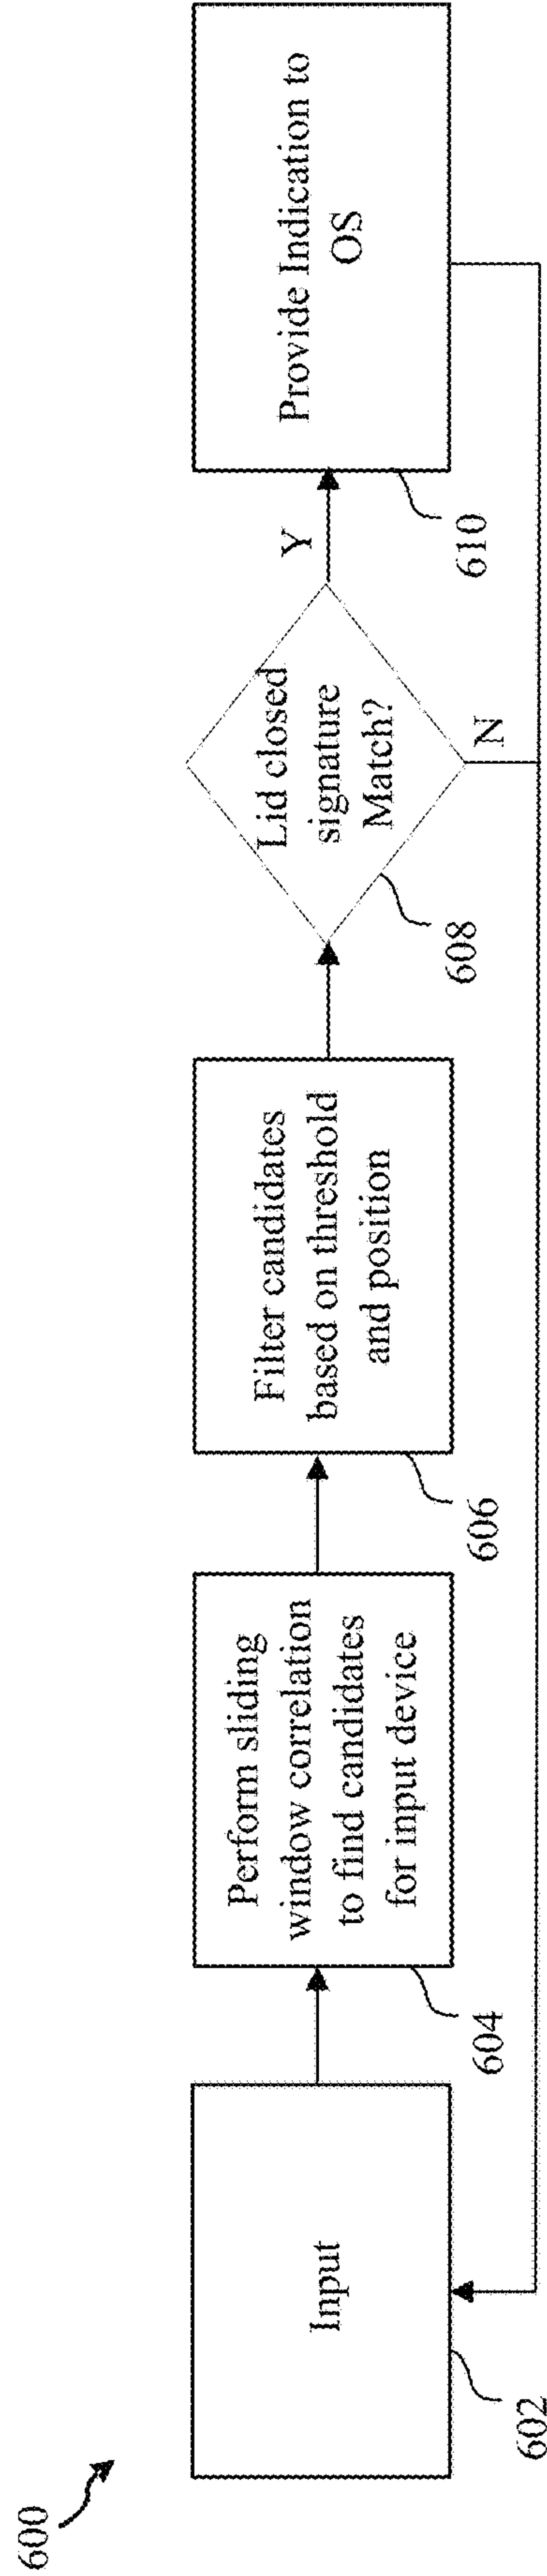 600
Input
602
Perform sliding
window correlation
to find candidates
for input device
604
Filter candidates
based on threshold
and position
606
Lid closed
signature
Match?
608
Y
N
Provide Indication to
OS
610